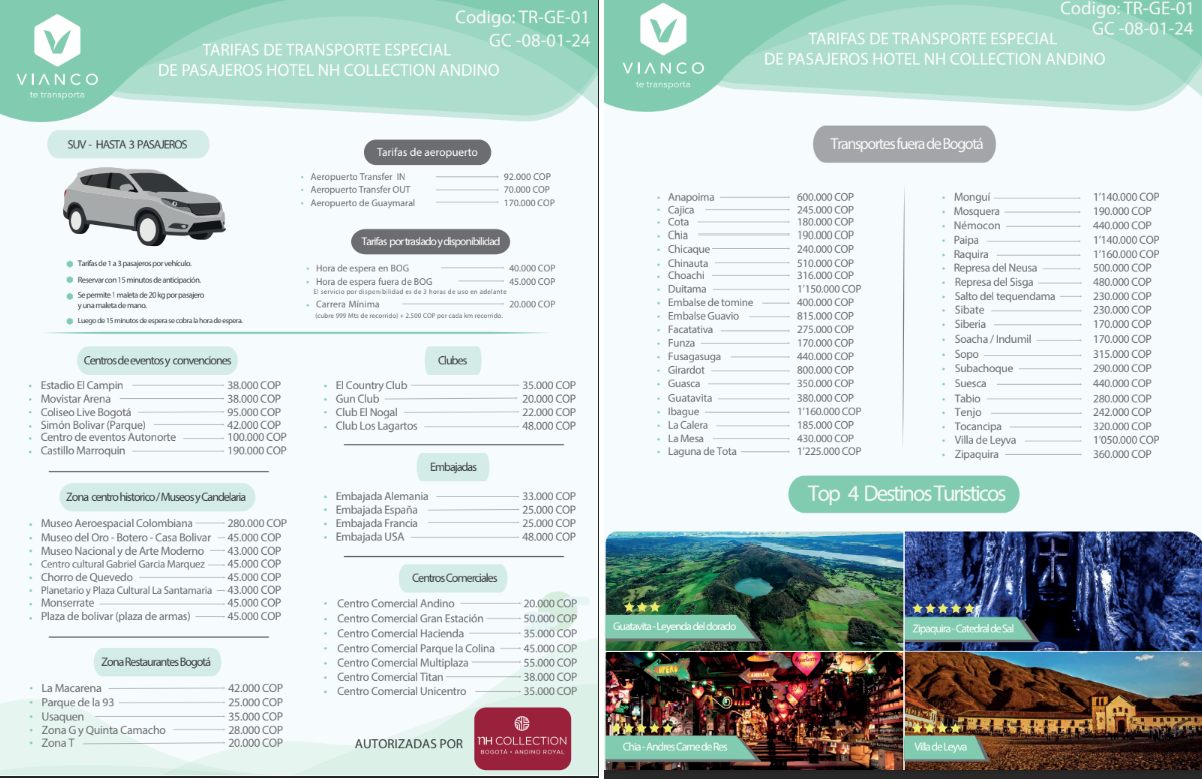 VIANCO
te transporta
Codigo: TR-GE-01
GC -08-01-24
TARIFAS DE TRANSPORTE ESPECIAL
DE PASAJEROS HOTEL NH COLLECTION ANDINO
SUV - HASTA 3 PASAJEROS
Tarifas de 1 a 3 pasajeros por vehículo.
Reservar con 15 minutos de anticipación.
Se permite 1 maleta de 20 kg por pasajero
y una maleta de mano.
Luego de 15 minutos de espera se cobra la hora de espera.
Tarifas de aeropuerto
Aeropuerto Transfer IN 92.000 COP
Aeropuerto Transfer OUT 70.000 COP
Aeropuerto de Guaymaral 170.000 COP
Tarifas por traslado y disponibilidad
Hora de espera en BOG 40.000 COP
Hora de espera fuera de BOG 45.000 COP
El servicio por disponibilidad es de 3 horas de uso en adelante
Carrera Mínima 20.000 COP
(cubre 999 Mts de recorrido) + 2.500 COP por cada km recorrido.
Centros de eventos y convenciones
Estadio El Campin 38.000 COP
Movistar Arena 38.000 COP
Coliseo Live Bogotá 95.000 COP
Simón Bolivar (Parque) 42.000 COP
Centro de eventos Autonorte 100.000 COP
Castillo Marroquin 190.000 COP
Zona centro historico / Museos y Candelaria
Museo Aeroespacial Colombiana 280.000 COP
Museo del Oro - Botero - Casa Bolivar 45.000 COP
Museo Nacional y de Arte Moderno 43.000 COP
Centro cultural Gabriel Garcia Marquez 45.000 COP
Chorro de Quevedo 45.000 COP
Planetario y Plaza Cultural La Santamaria 43.000 COP
Monserrate 45.000 COP
Plaza de bolivar (plaza de armas) 45.000 COP
Zona Restaurantes Bogotá
La Macarena 42.000 COP
Parque de la 93 25.000 COP
Usaquen 35.000 COP
Zona G y Quinta Camacho 28.000 COP
Zona T 20.000 COP
Clubes
El Country Club 35.000 COP
Gun Club 20.000 COP
Club El Nogal 22.000 COP
Club Los Lagartos 48.000 COP
Embajadas
Embajada Alemania 33.000 COP
Embajada España 25.000 COP
Embajada Francia 25.000 COP
Embajada USA 48.000 COP
Centros Comerciales
Centro Comercial Andino 20.000 COP
Centro Comercial Gran Estación 50.000 COP
Centro Comercial Hacienda 35.000 COP
Centro Comercial Parque la Colina 45.000 COP
Centro Comercial Multiplaza 55.000 COP
Centro Comercial Titan 38.000 COP
Centro Comercial Unicentro 35.000 COP
AUTORIZADAS POR
NH COLLECTION
BOGOTÁ - ANDINO ROYAL
VIANCO
te transporta
Codigo: TR-GE-01
GC -08-01-24
TARIFAS DE TRANSPORTE ESPECIAL
DE PASAJEROS HOTEL NH COLLECTION ANDINO
Transportes fuera de Bogotá
Anapoima 600.000 COP
Cajica 245.000 COP
Cota 180.000 COP
Chia 190.000 COP
Chicaque 240.000 COP
Chinauta 510.000 COP
Choachi 316.000 COP
Duitama 1'150.000 COP
Embalse de tomine 400.000 COP
Embalse Guavio 815.000 COP
Facatativa 275.000 COP
Funza 170.000 COP
Fusagasuga 440.000 COP
Girardot 800.000 COP
Guasca 350.000 COP
Guatavita 380.000 COP
Ibague 1'160.000 COP
La Calera 185.000 COP
La Mesa 430.000 COP
Laguna de Tota 1'225.000 COP
Monguí 1'140.000 COP
Mosquera 190.000 COP
Némocon 440.000 COP
Paipa 1'140.000 COP
Raquira 1'160.000 COP
Represa del Neusa 500.000 COP
Represa del Sisga 480.000 COP
Salto del tequendama 230.000 COP
Sibate 230.000 COP
Siberia 170.000 COP
Soacha / Indumil 170.000 COP
Sopo 315.000 COP
Subachoque 290.000 COP
Suesca 440.000 COP
Tabio 280.000 COP
Tenjo 242.000 COP
Tocancipa 320.000 COP
Villa de Leyva 1'050.000 COP
Zipaquira 360.000 COP
Top 4 Destinos Turisticos
Guatavita - Leyenda del dorado
Zipaquira - Catedral de Sal
Chia - Andres Carne de Res
Villa de Leyva